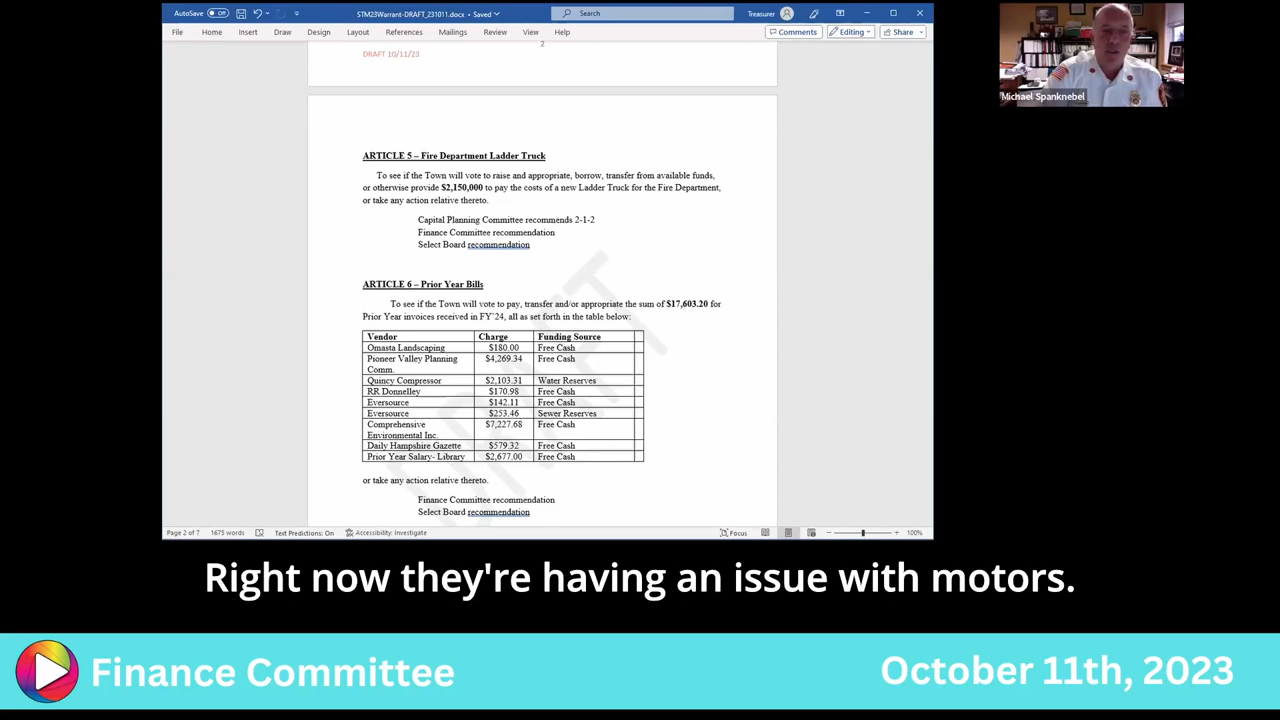 AutoSave Off
STM23Warrant-DRAFT_231011.docx • Saved
Search
Treasurer
File Home Insert Draw Design Layout References Mailings Review View Help
Comments Editing Share
2
DRAFT 10/11/23
Michael Spanknebel
ARTICLE 5 – Fire Department Ladder Truck
To see if the Town will vote to raise and appropriate, borrow, transfer from available funds,
or otherwise provide $2,150,000 to pay the costs of a new Ladder Truck for the Fire Department,
or take any action relative thereto.
Capital Planning Committee recommends 2-1-2
Finance Committee recommendation
Select Board recommendation
ARTICLE 6 – Prior Year Bills
To see if the Town will vote to pay, transfer and/or appropriate the sum of $17,603.20 for
Prior Year invoices received in FY'24, all as set forth in the table below:
Vendor Charge Funding Source
Omasta Landscaping $180.00 Free Cash
Pioneer Valley Planning $4,269.34 Free Cash
Comm.
Quincy Compressor $2,103.31 Water Reserves
RR Donnelley $170.98 Free Cash
Eversource $142.11 Free Cash
Eversource $253.46 Sewer Reserves
Comprehensive $7,227.68 Free Cash
Environmental Inc.
Daily Hampshire Gazette $579.32 Free Cash
Prior Year Salary- Library $2,677.00 Free Cash
or take any action relative thereto.
Finance Committee recommendation
Select Board recommendation
DRAFT
Page 2 of 7 1675 words Text Predictions: On Accessibility: Investigate Focus 100%
Right now they're having an issue with motors.
Finance Committee
October 11th, 2023